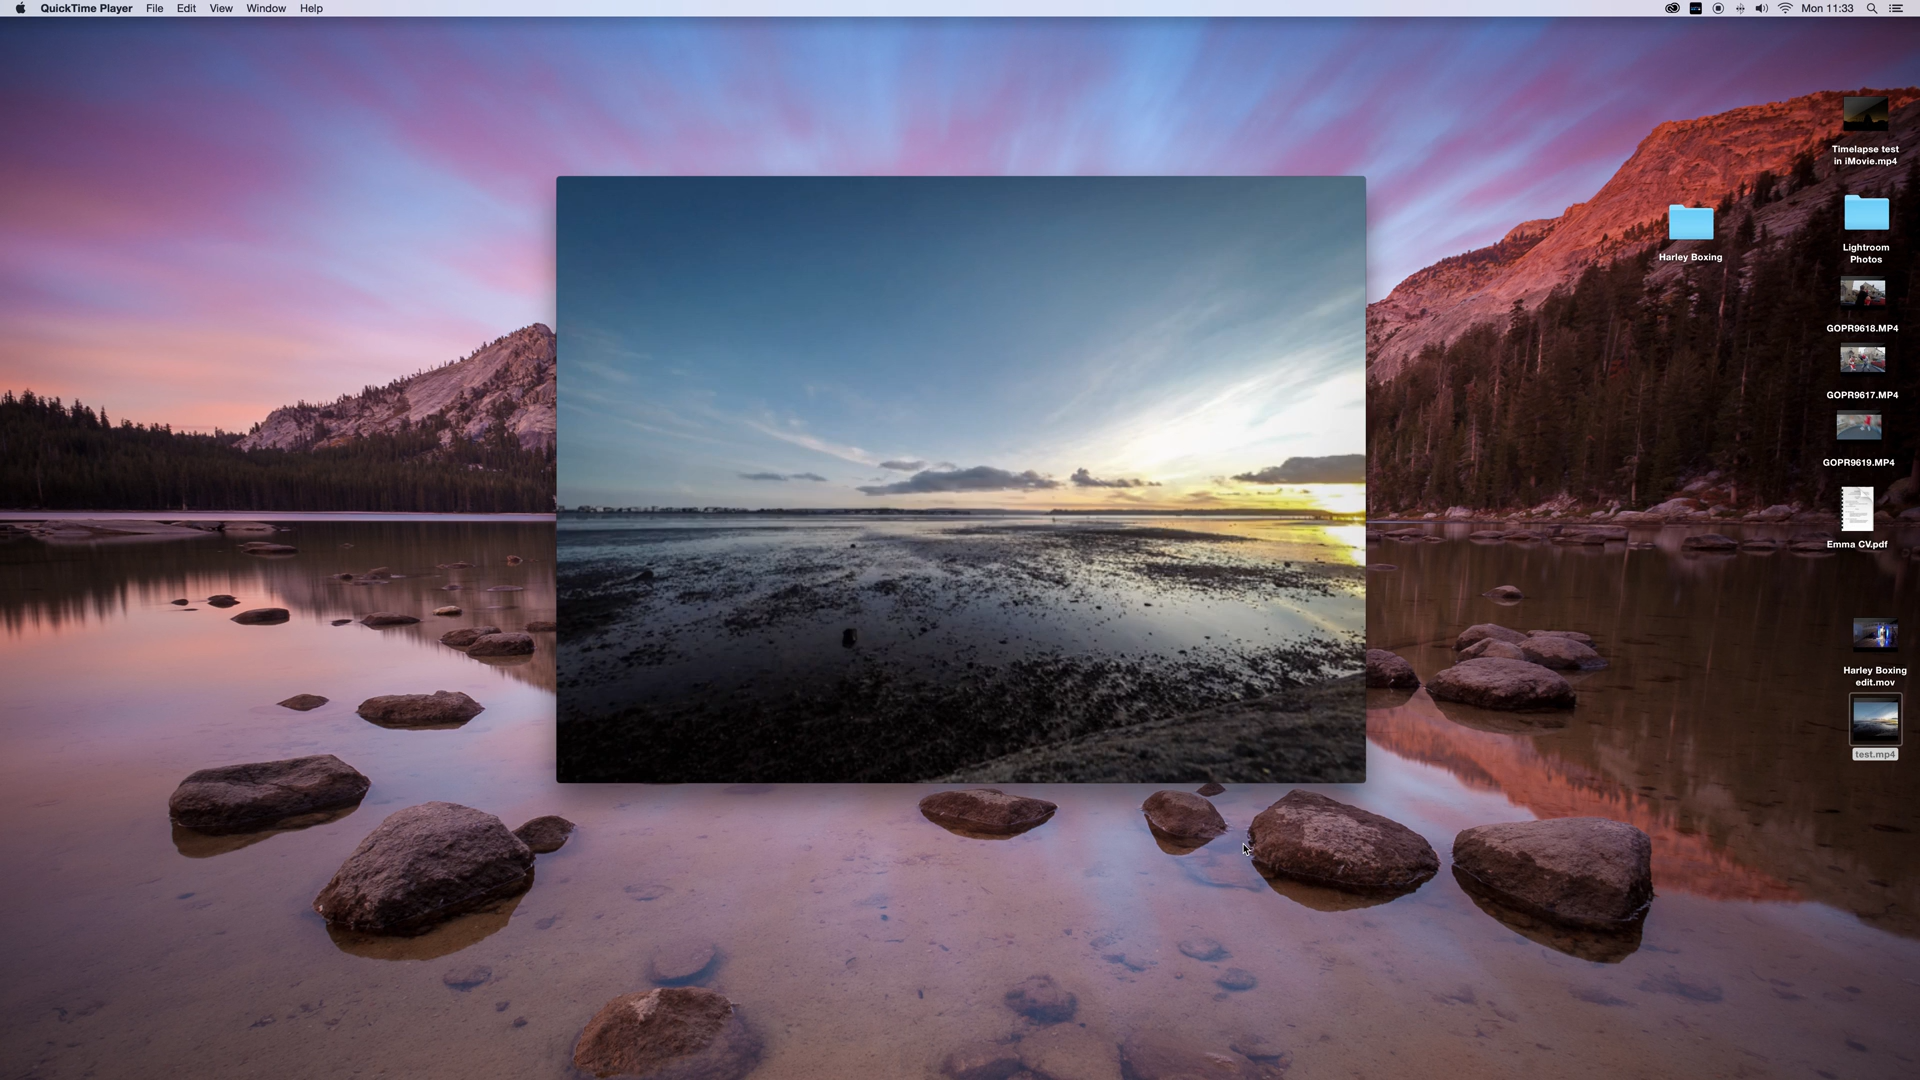 QuickTime Player File Edit View Window Help Mon 11:33
Timelapse test
in iMovie.mp4
Harley Boxing
Lightroom
Photos
GOPR9618.MP4
GOPR9617.MP4
GOPR9619.MP4
Emma CV.pdf
Harley Boxing
edit.mov
test.mp4